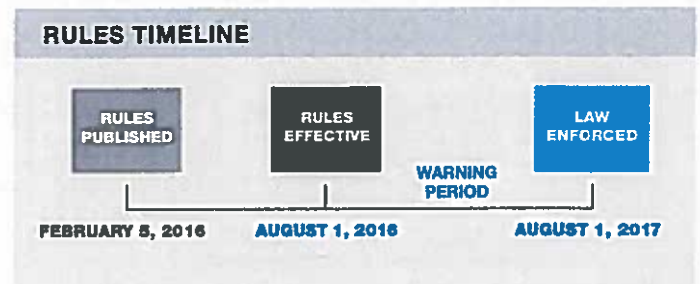 RULES TIMELINE
RULES
PUBLISHED
RULES
EFFECTIVE
LAW
ENFORCED
WARNING
PERIOD
FEBRUARY 5, 2016
AUGUST 1, 2016
AUGUST 1, 2017